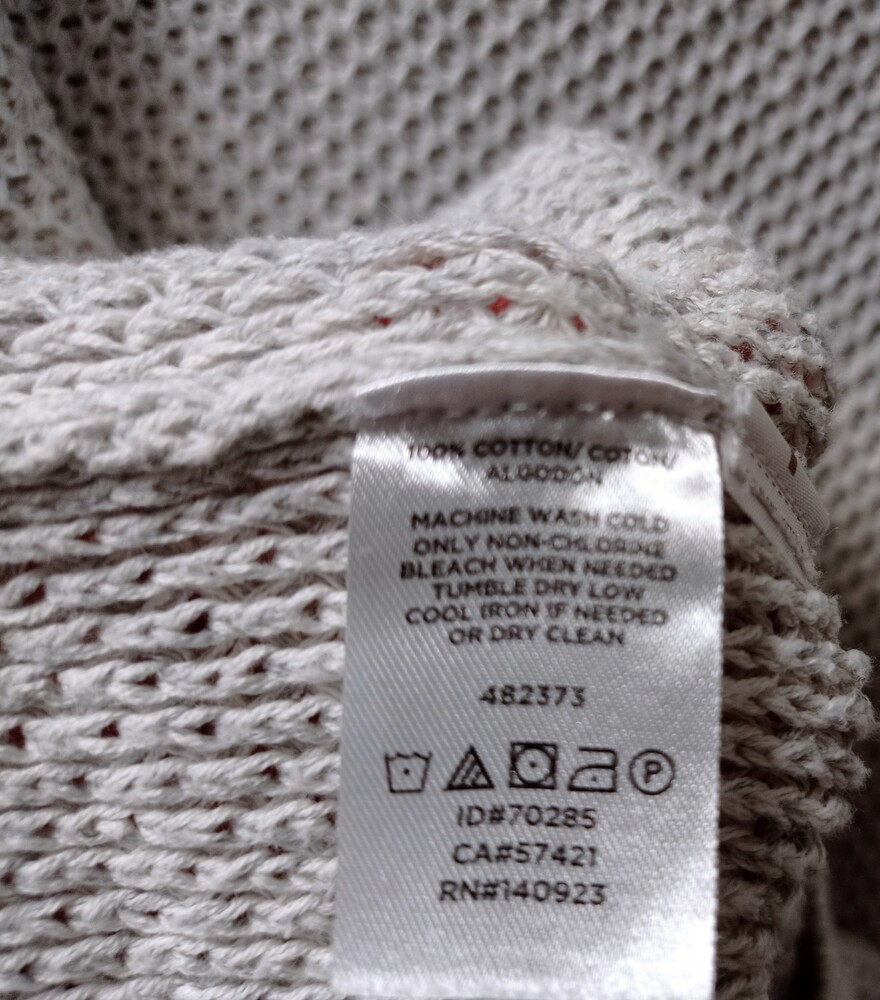 100% COTTON/ COTON/
ALGODÓN
MACHINE WASH COLD
ONLY NON-CHLORINE
BLEACH WHEN NEEDED
TUMBLE DRY LOW
COOL IRON IF NEEDED
OR DRY CLEAN
482373
P
ID#70285
CA#57421
RN#140923